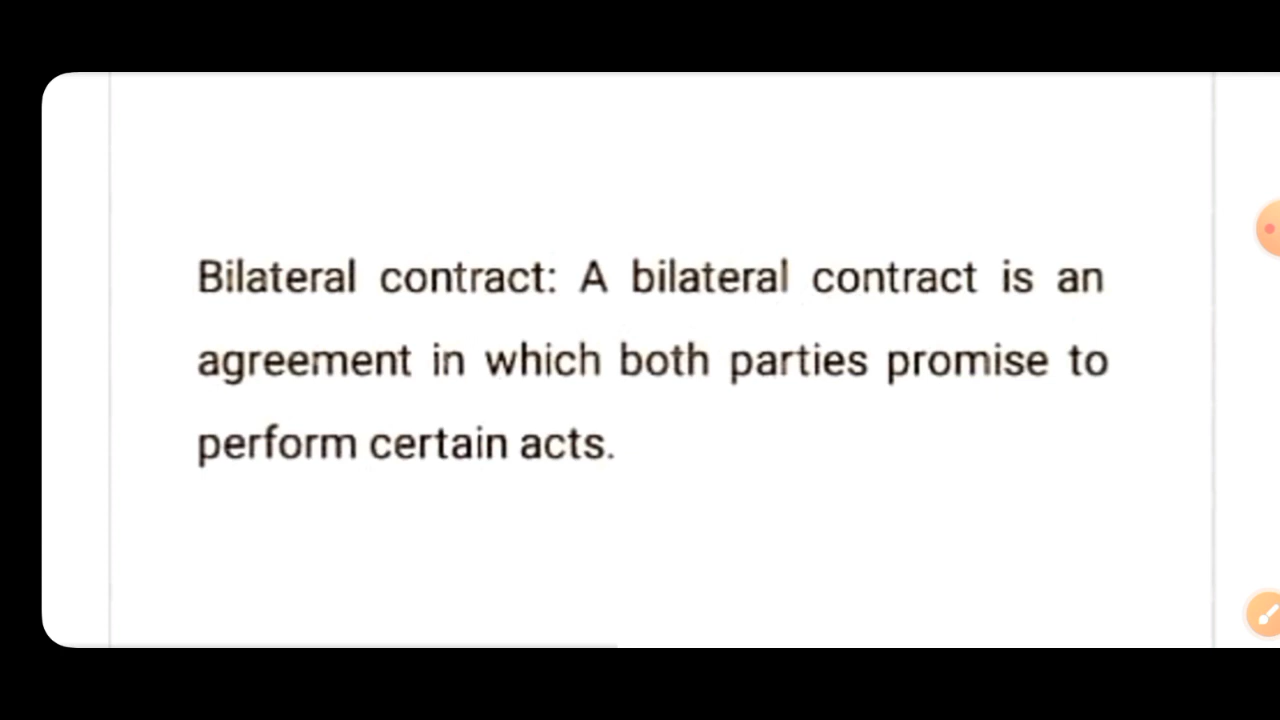 Bilateral contract: A bilateral contract is an
agreement in which both parties promise to
perform certain acts.